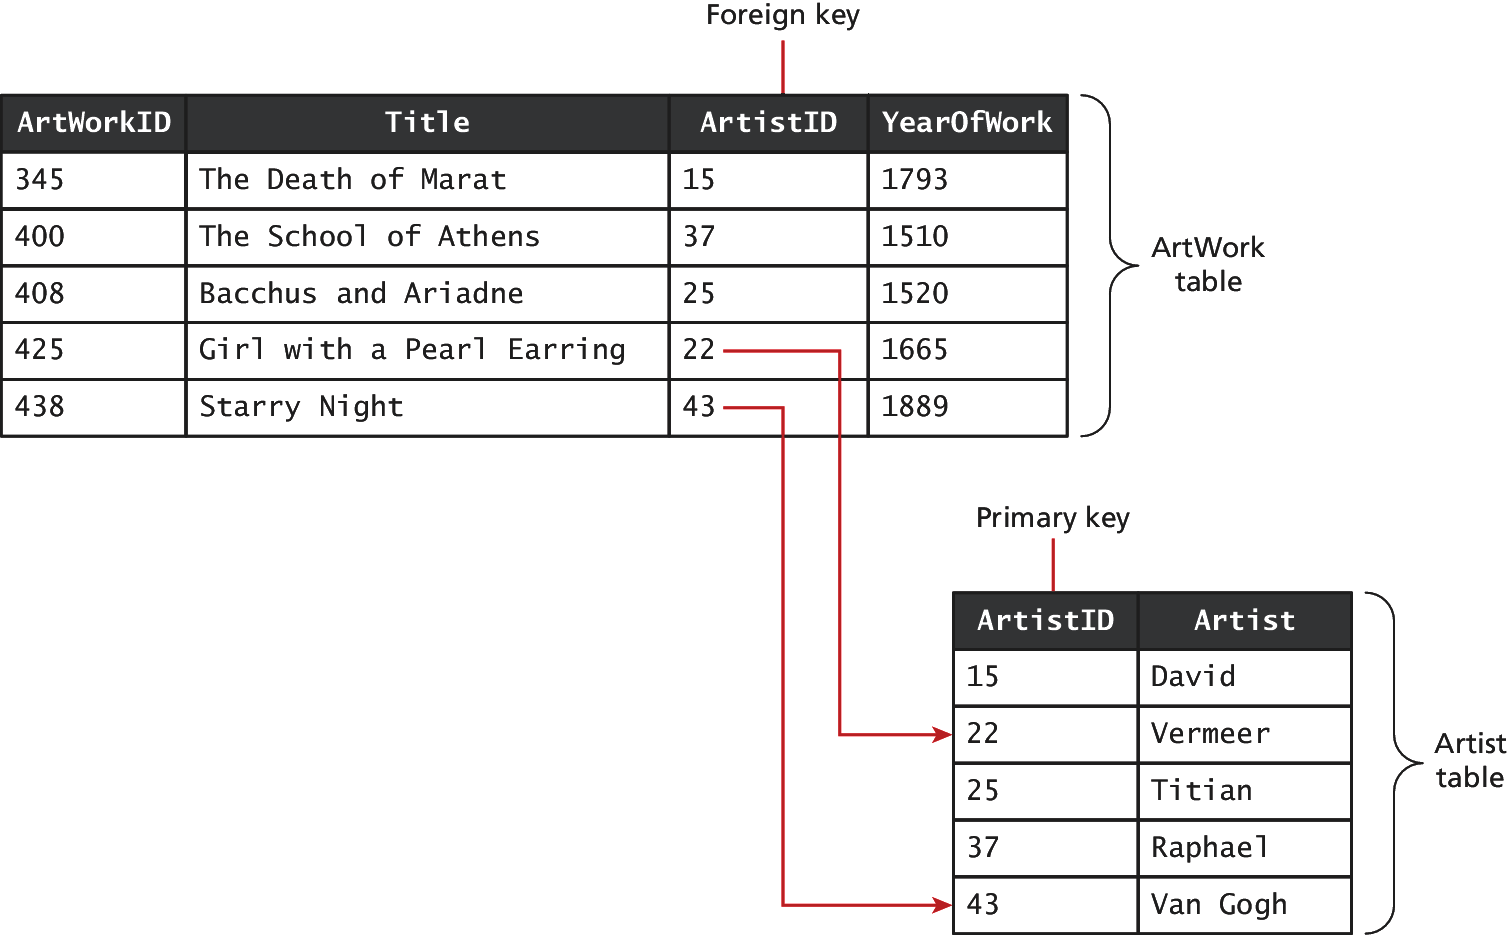 Foreign key
ArtWorkID Title ArtistID YearOfWork
345 The Death of Marat 15 1793
400 The School of Athens 37 1510
408 Bacchus and Ariadne 25 1520
425 Girl with a Pearl Earring 22 1665
438 Starry Night 43 1889
ArtWork
table
Primary key
ArtistID Artist
15 David
22 Vermeer
25 Titian
37 Raphael
43 Van Gogh
Artist
table